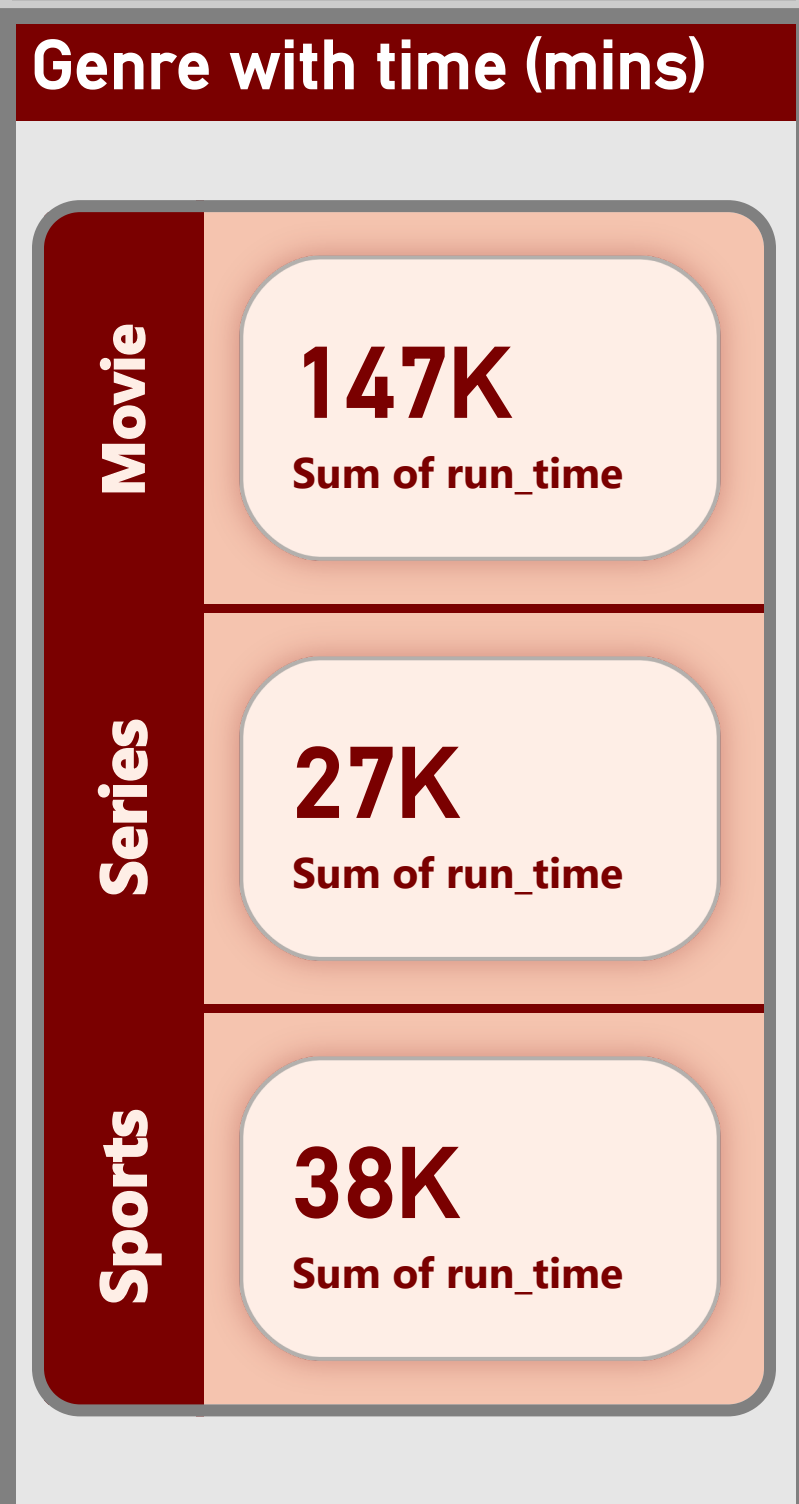 Genre with time (mins)
Movie
147K
Sum of run_time
Series
27K
Sum of run_time
Sports
38K
Sum of run_time